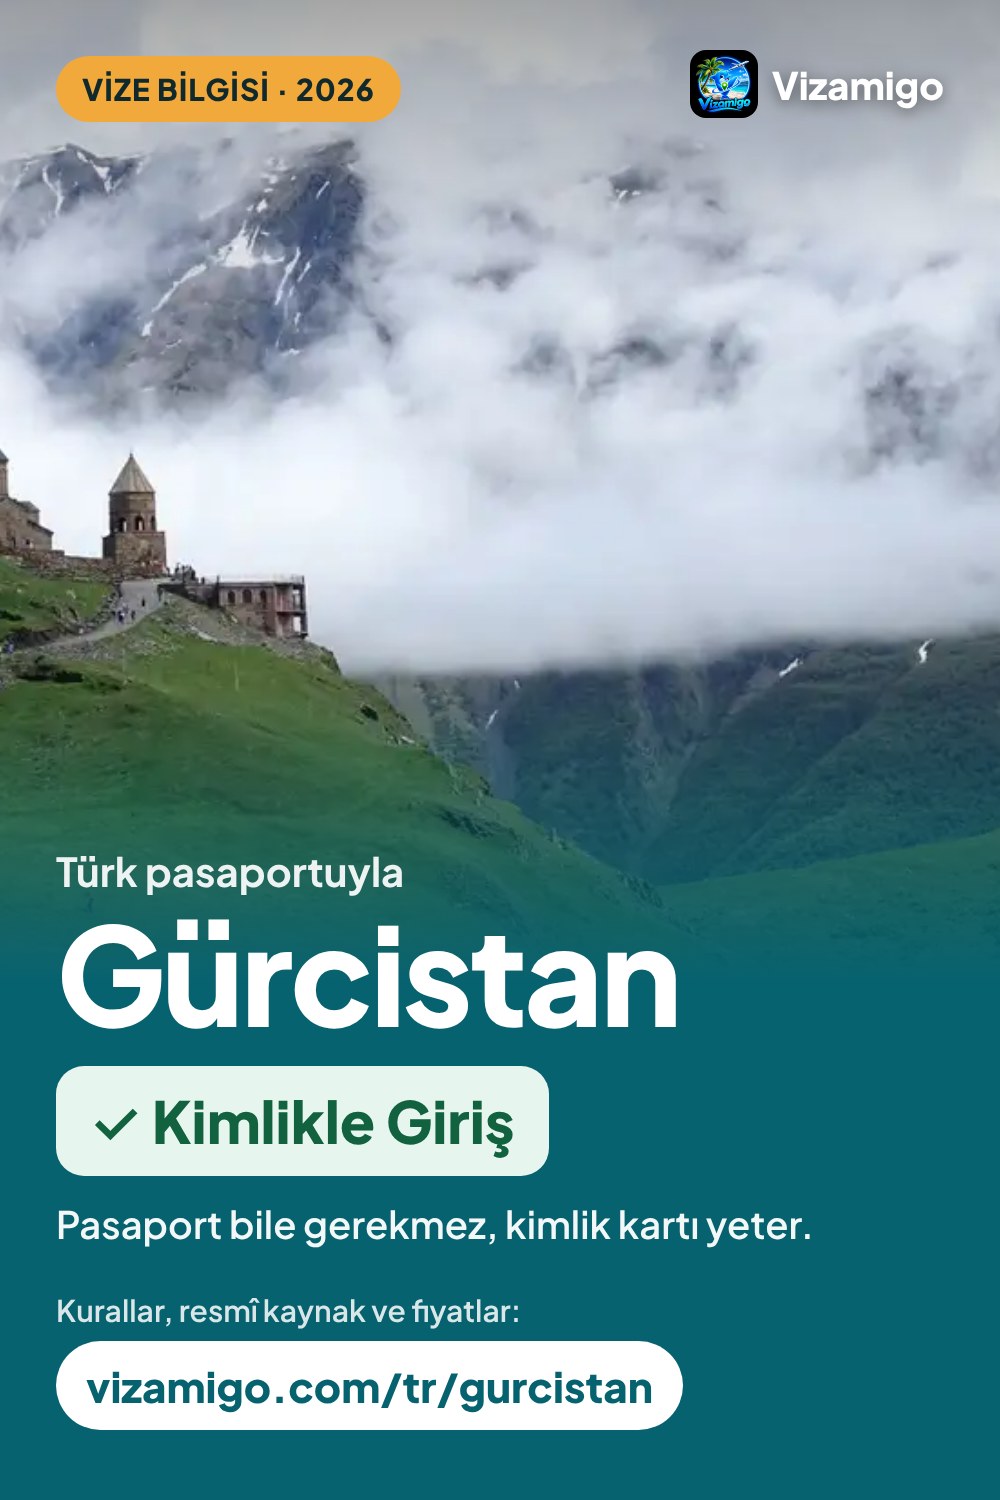 VİZE BİLGİSİ · 2026
Vizamigo
Vizamigo
Türk pasaportuyla
Gürcistan
✓ Kimlikle Giriş
Pasaport bile gerekmez, kimlik kartı yeter.
Kurallar, resmî kaynak ve fiyatlar:
vizamigo.com/tr/gurcistan